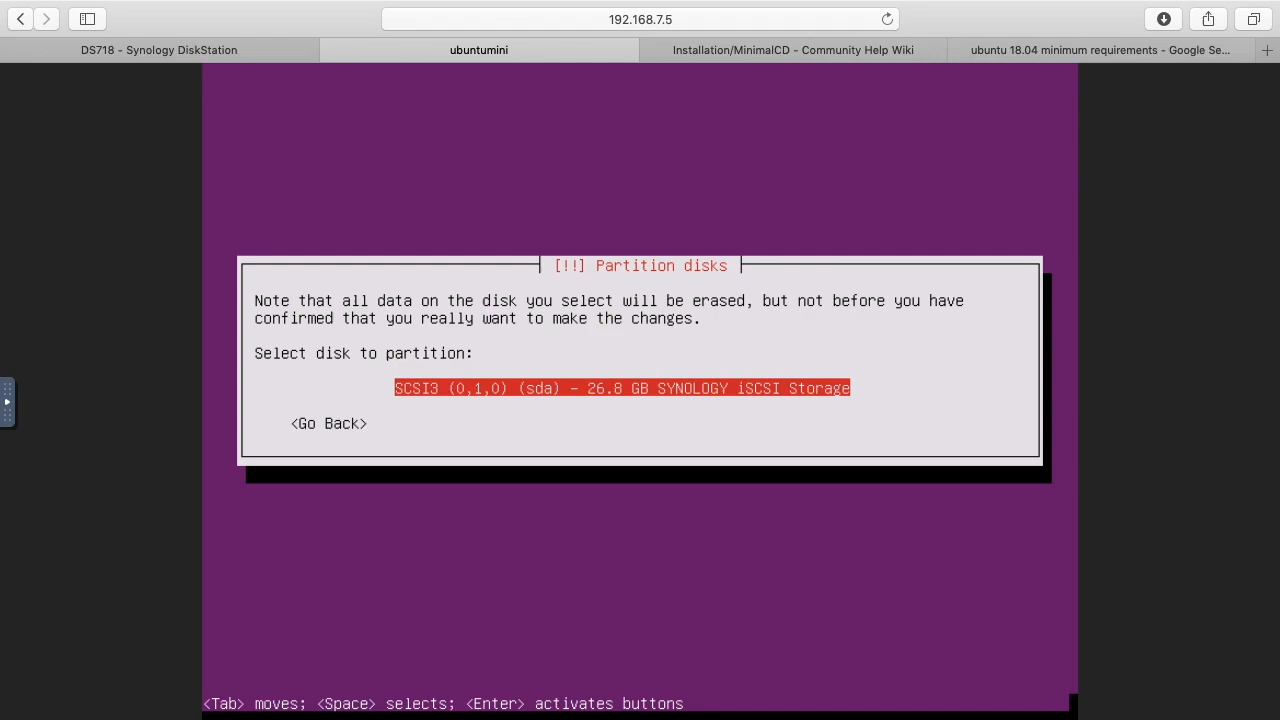 192.168.7.5
DS718 - Synology DiskStation
ubuntumini
Installation/MinimalCD - Community Help Wiki
ubuntu 18.04 minimum requirements - Google Se...
[!!] Partition disks
Note that all data on the disk you select will be erased, but not before you have
confirmed that you really want to make the changes.
Select disk to partition:
SCSI3 (0,1,0) (sda) - 26.8 GB SYNOLOGY iSCSI Storage
<Go Back>
<Tab> moves; <Space> selects; <Enter> activates buttons